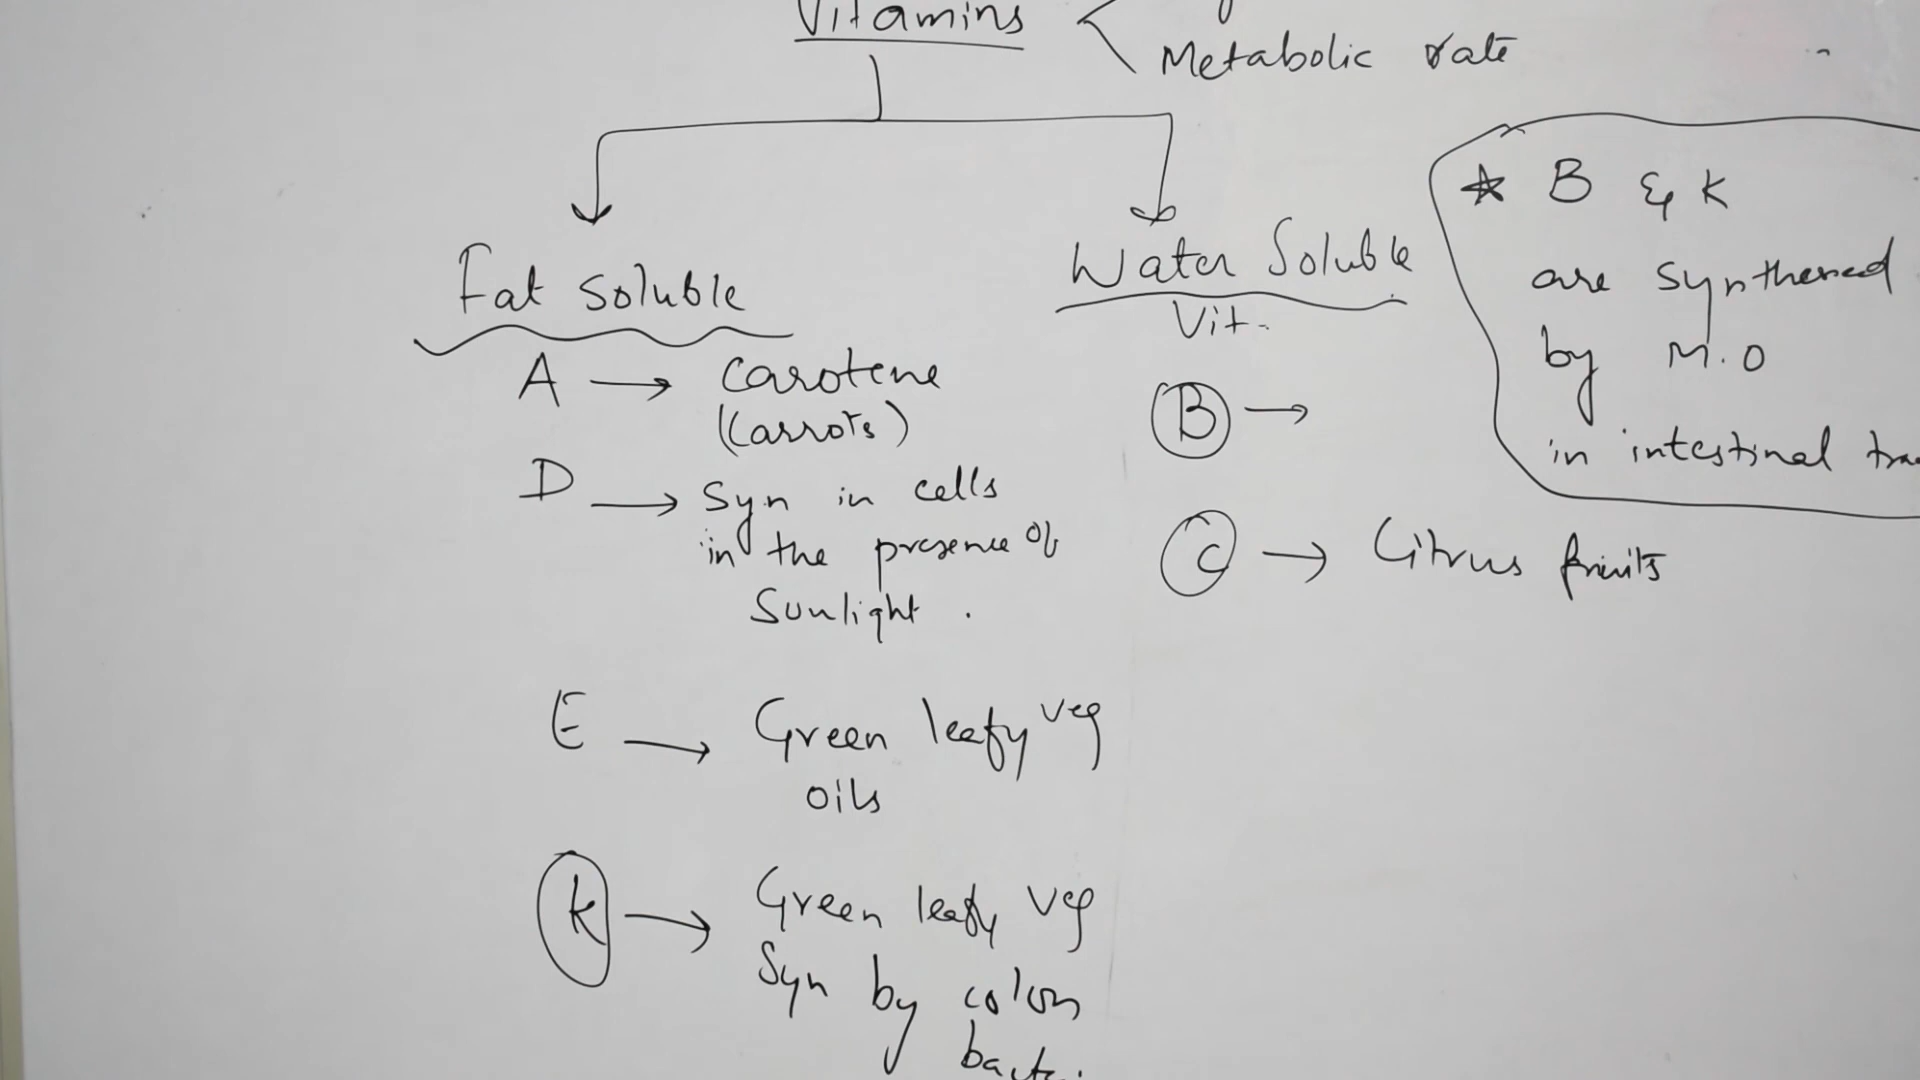 Vitamins
Metabolic rate
Fat soluble
A → Carotene
(Carrots)
D → Syn in cells
in the presence of
Sunlight .
E → Green leafy veg
oils
K → Green leafy veg
Syn by colon
Water Soluble
Vit.
B →
C → Citrus fruits
☆ B & K
are
by M.O
in intestinal